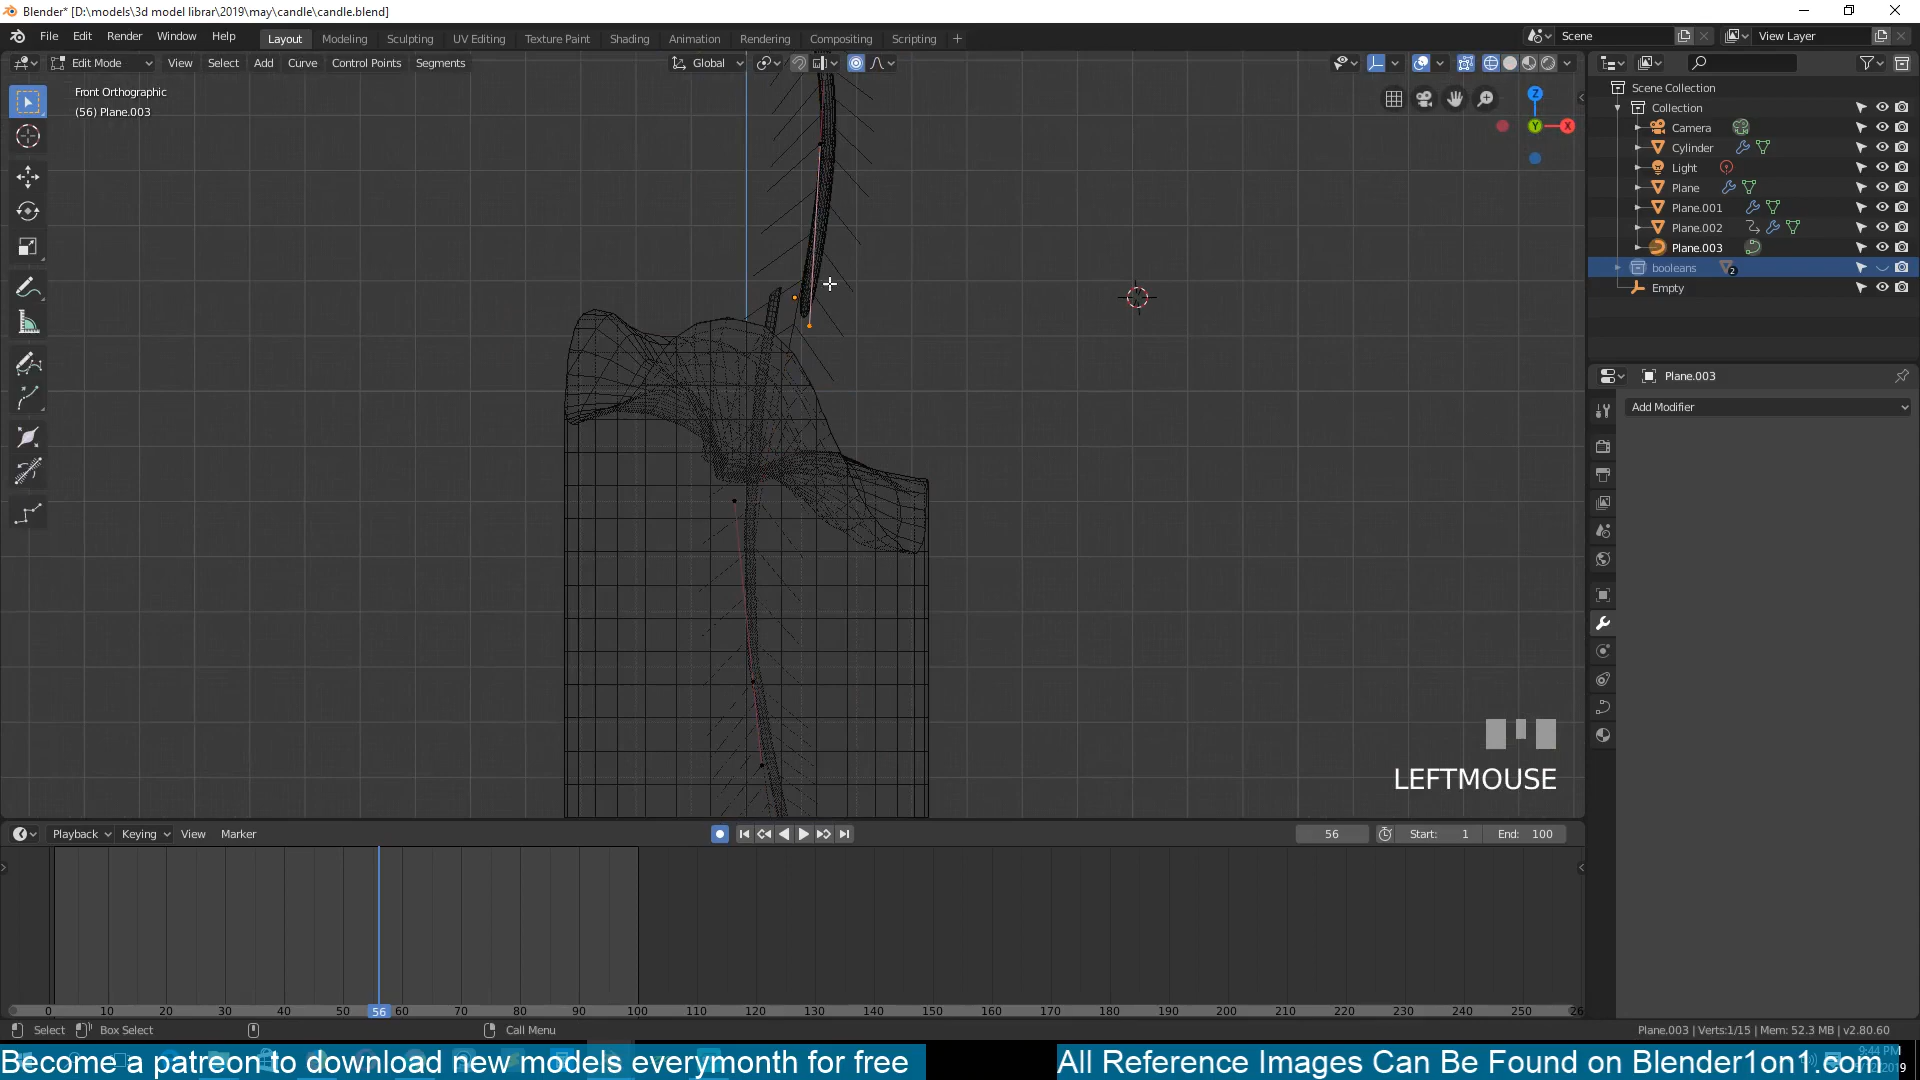 Blender* [D:\models\3d model librar\2019\may\candle\candle.blend]
File Edit Render Window Help Layout Modeling Sculpting UV Editing Texture Paint Shading Animation Rendering Compositing Scripting + Scene View Layer
Edit Mode View Select Add Curve Control Points Segments Global
Front Orthographic
(56) Plane.003
Z
Y
X
Scene Collection
Collection
Camera
Cylinder
Light
Plane
Plane.001
Plane.002
Plane.003
booleans 2
Empty
Plane.003
Add Modifier
LEFTMOUSE
Playback Keying View Marker 56 Start: 1 End: 100
0 10 20 30 40 50 56 60 70 80 90 100 110 120 130 140 150 160 170 180 190 200 210 220 230 240 250 26
Select Box Select Call Menu Plane.003 | Verts:1/15 | Mem: 52.3 MB | v2.80.60
Become a patreon to download new models everymonth for free All Reference Images Can Be Found on Blender1on1.com
9:44 PM